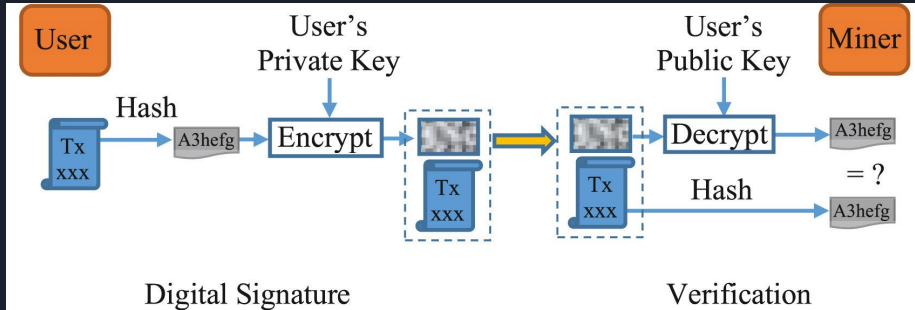 User
User's
Private Key
User's
Public Key
Miner
Hash
Tx
xxx
A3hefg
Encrypt
Tx
xxx
Tx
xxx
Decrypt
A3hefg
= ?
Hash
A3hefg
Digital Signature
Verification